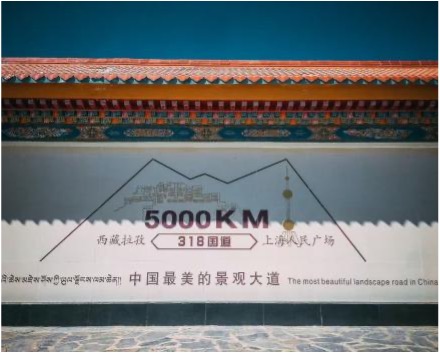 5000KM
西藏拉孜 318国道 上海人民广场
中国最美的景观大道 The most beautiful landscape road in China